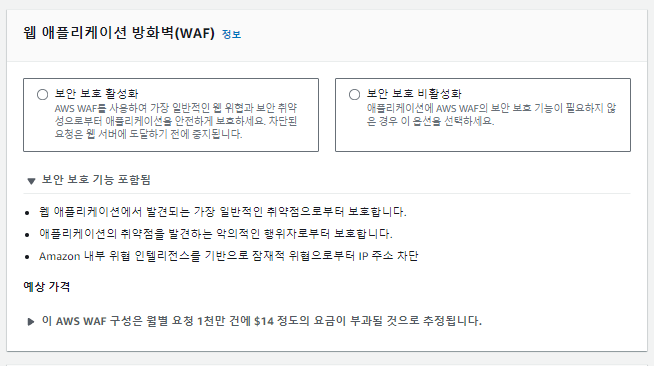 웹 애플리케이션 방화벽(WAF) 정보
보안 보호 활성화
AWS WAF를 사용하여 가장 일반적인 웹 위협과 보안 취약
성으로부터 애플리케이션을 안전하게 보호하세요. 차단된
요청은 웹 서버에 도달하기 전에 중지됩니다.
보안 보호 비활성화
애플리케이션에 AWS WAF의 보안 보호 기능이 필요하지 않
은 경우 이 옵션을 선택하세요.
▼ 보안 보호 기능 포함됨
• 웹 애플리케이션에서 발견되는 가장 일반적인 취약점으로부터 보호합니다.
• 애플리케이션의 취약점을 발견하는 악의적인 행위자로부터 보호합니다.
• Amazon 내부 위협 인텔리전스를 기반으로 잠재적 위협으로부터 IP 주소 차단
예상 가격
▶ 이 AWS WAF 구성은 월별 요청 1천만 건에 $14 정도의 요금이 부과될 것으로 추정됩니다.